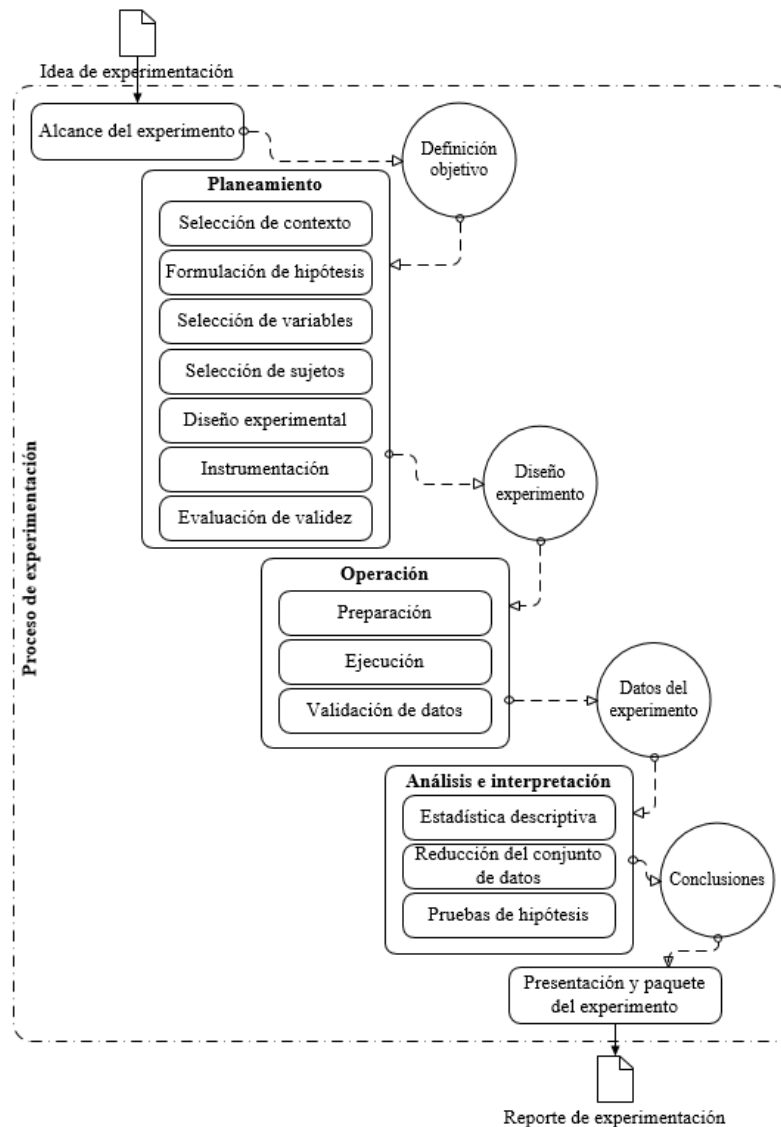 Idea de experimentación
Alcance del experimento
Definición
objetivo
Planeamiento
Selección de contexto
Formulación de hipótesis
Selección de variables
Selección de sujetos
Diseño experimental
Instrumentación
Evaluación de validez
Diseño
experimento
Proceso de experimentación
Operación
Preparación
Ejecución
Validación de datos
Datos del
experimento
Análisis e interpretación
Estadística descriptiva
Reducción del conjunto
de datos
Pruebas de hipótesis
Conclusiones
Presentación y paquete
del experimento
Reporte de experimentación